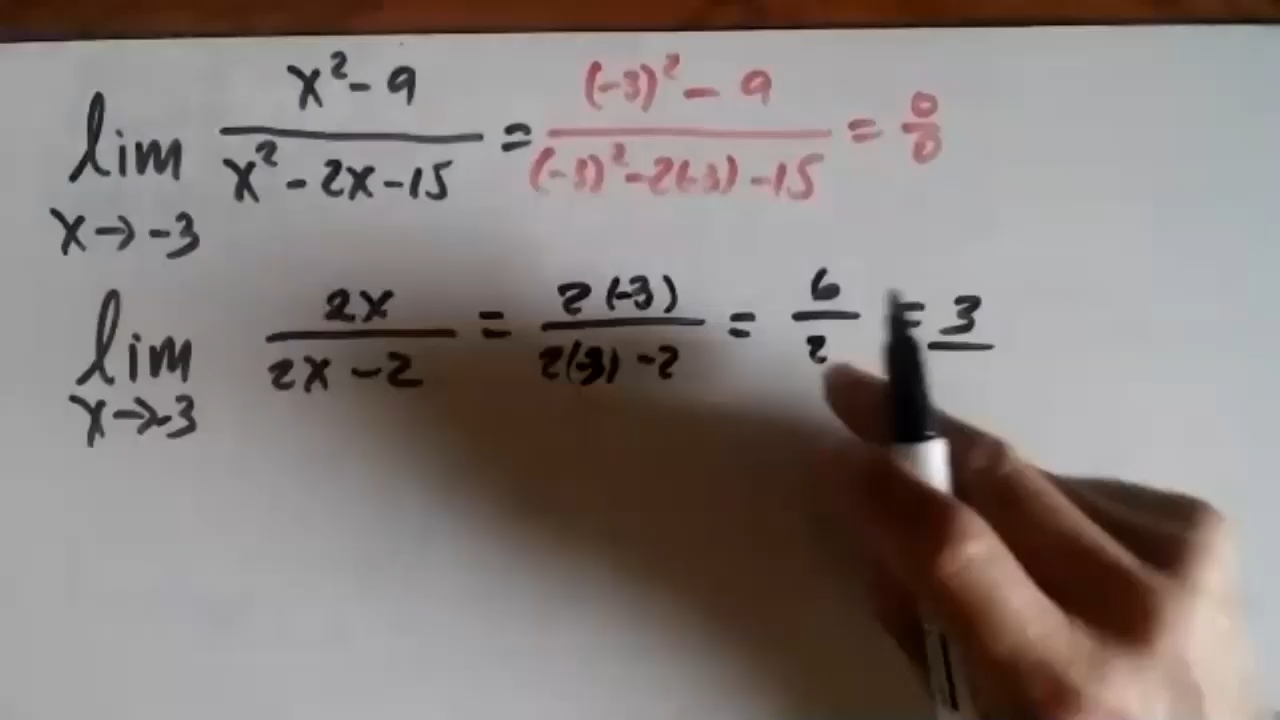 lim x→-3 (x² - 9)/(x² - 2x - 15) = ((-3)² - 9)/((-3)² - 2(-3) - 15) = 0/0
lim x→-3 2x/(2x - 2) = 2(-3)/(2(-3) - 2) = 6/2 = 3